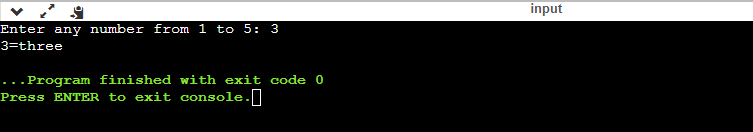 input
Enter any number from 1 to 5: 3
3=three
...Program finished with exit code 0
Press ENTER to exit console.